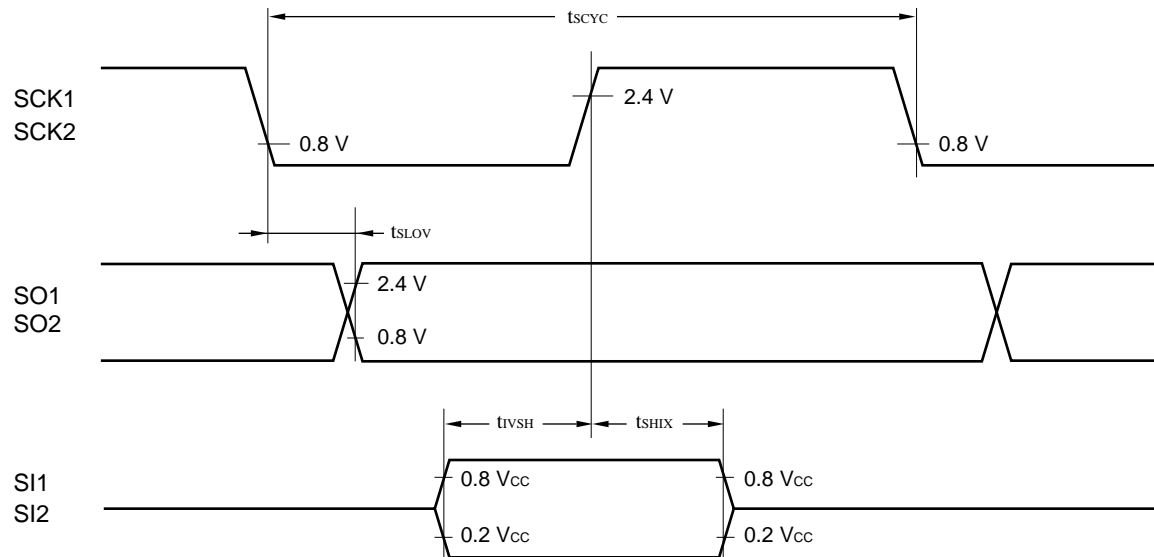 tSCYC
SCK1
SCK2
2.4 V
0.8 V
0.8 V
tSLOV
SO1
SO2
2.4 V
0.8 V
tIVSH
tSHIX
SI1
SI2
0.8 VCC
0.8 VCC
0.2 VCC
0.2 VCC